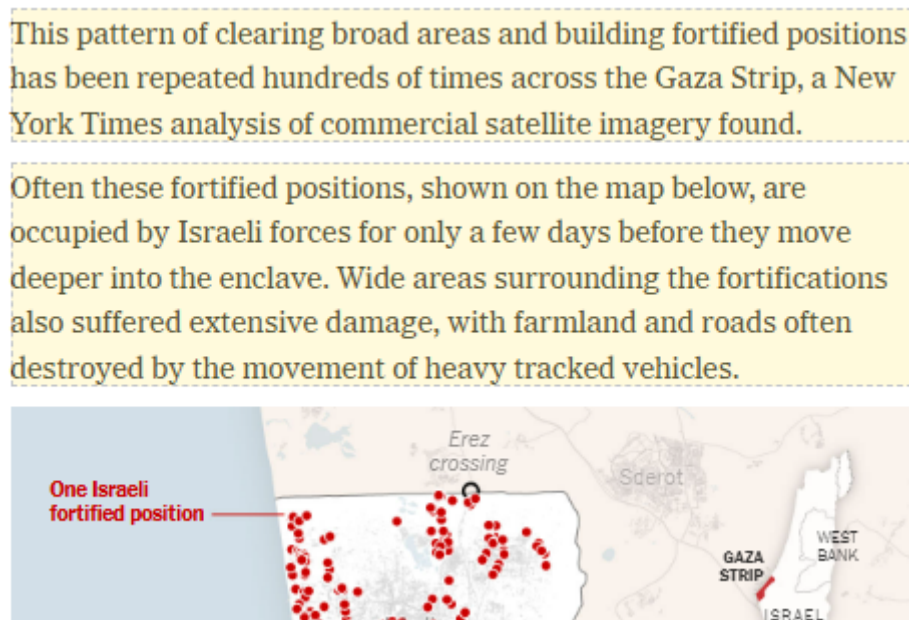 This pattern of clearing broad areas and building fortified positions
has been repeated hundreds of times across the Gaza Strip, a New
York Times analysis of commercial satellite imagery found.
Often these fortified positions, shown on the map below, are
occupied by Israeli forces for only a few days before they move
deeper into the enclave. Wide areas surrounding the fortifications
also suffered extensive damage, with farmland and roads often
destroyed by the movement of heavy tracked vehicles.
Erez
crossing
Sderot
One Israeli
fortified position
WEST
BANK
GAZA
STRIP
ISRAEL